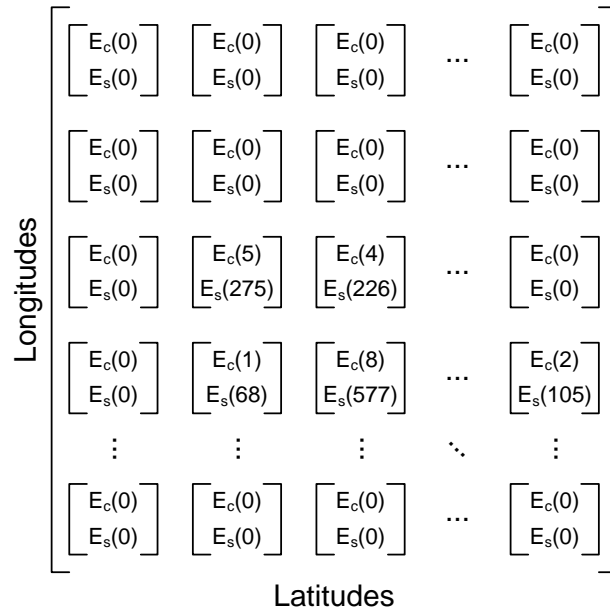 E_c(0) E_c(0) E_c(0) ... E_c(0)
E_s(0) E_s(0) E_s(0) E_s(0)
E_c(0) E_c(0) E_c(0) ... E_c(0)
E_s(0) E_s(0) E_s(0) E_s(0)
E_c(0) E_c(5) E_c(4) ... E_c(0)
E_s(0) E_s(275) E_s(226) E_s(0)
E_c(0) E_c(1) E_c(8) ... E_c(2)
E_s(0) E_s(68) E_s(577) E_s(105)
⋮ ⋮ ⋮ ⋱ ⋮
E_c(0) E_c(0) E_c(0) ... E_c(0)
E_s(0) E_s(0) E_s(0) E_s(0)
Longitudes
Latitudes